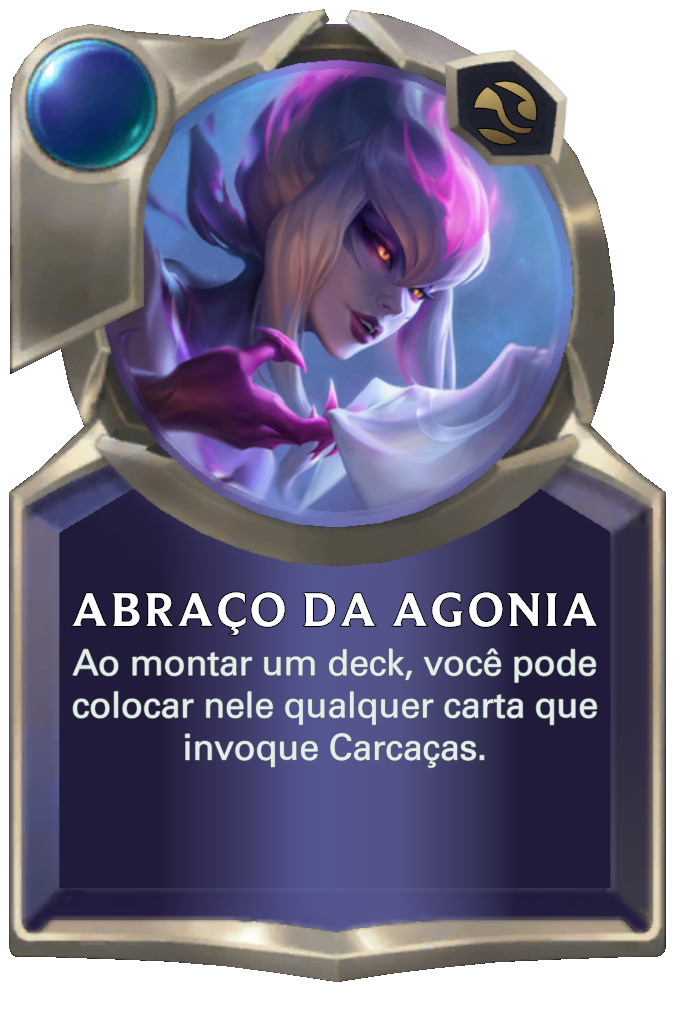 ABRAÇO DA AGONIA
Ao montar um deck, você pode
colocar nele qualquer carta que
invoque Carcaças.